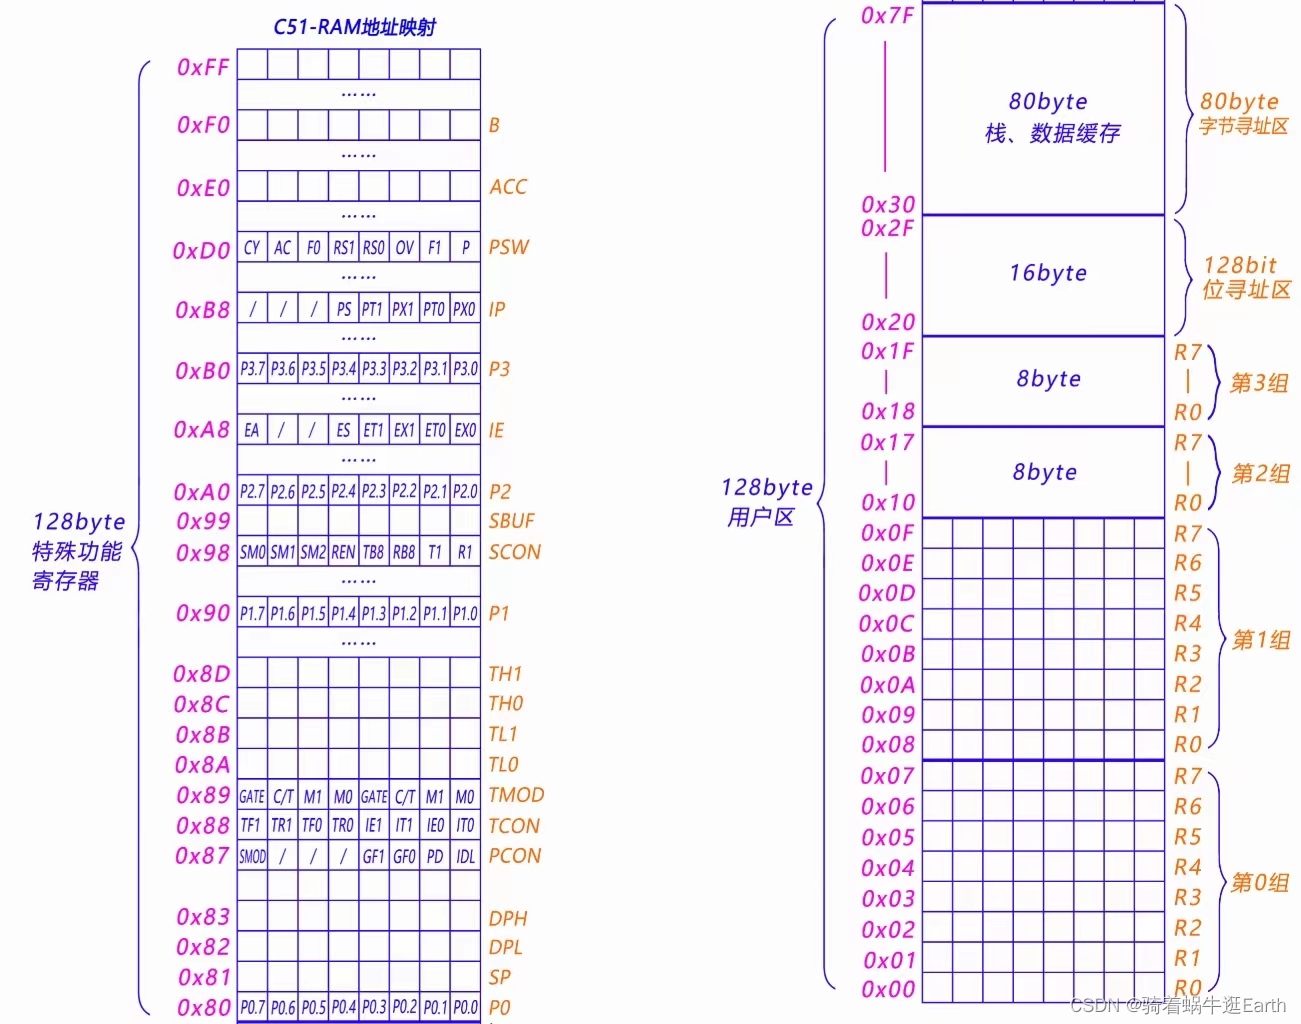 C51-RAM地址映射
0xFF
......
0xF0 B
......
0xE0 ACC
......
0xD0 CY AC F0 RS1 RS0 OV F1 P PSW
......
0xB8 / / / PS PT1 PX1 PT0 PX0 IP
......
0xB0 P3.7 P3.6 P3.5 P3.4 P3.3 P3.2 P3.1 P3.0 P3
......
0xA8 EA / / ES ET1 EX1 ET0 EX0 IE
......
0xA0 P2.7 P2.6 P2.5 P2.4 P2.3 P2.2 P2.1 P2.0 P2
0x99 SBUF
0x98 SM0 SM1 SM2 REN TB8 RB8 T1 R1 SCON
......
0x90 P1.7 P1.6 P1.5 P1.4 P1.3 P1.2 P1.1 P1.0 P1
......
0x8D TH1
0x8C TH0
0x8B TL1
0x8A TL0
0x89 GATE C/T M1 M0 GATE C/T M1 M0 TMOD
0x88 TF1 TR1 TF0 TR0 IE1 IT1 IE0 IT0 TCON
0x87 SMOD / / / GF1 GF0 PD IDL PCON
0x83 DPH
0x82 DPL
0x81 SP
0x80 P0.7 P0.6 P0.5 P0.4 P0.3 P0.2 P0.1 P0.0 P0
128byte
特殊功能
寄存器
0x7F
80byte
栈、数据缓存
80byte
字节寻址区
0x30
0x2F
16byte
128bit
位寻址区
0x20
0x1F R7
8byte
第3组
0x18 R0
0x17 R7
8byte
第2组
0x10 R0
128byte
用户区
0x0F R7
0x0E R6
0x0D R5
0x0C R4
第1组
0x0B R3
0x0A R2
0x09 R1
0x08 R0
0x07 R7
0x06 R6
0x05 R5
0x04 R4
第0组
0x03 R3
0x02 R2
0x01 R1
0x00 R0
CSDN @骑着蜗牛逛Earth